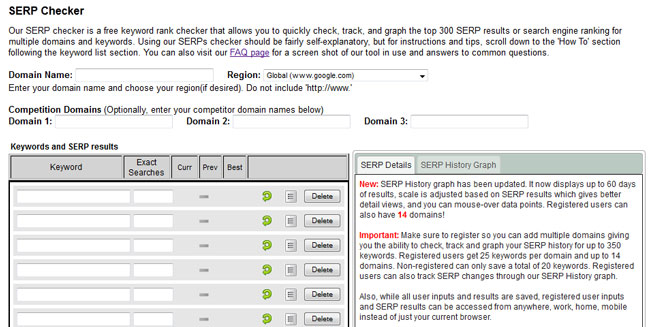 SERP Checker
Our SERP checker is a free keyword rank checker that allows you to quickly check, track, and graph the top 300 SERP results or search engine ranking for
multiple domains and keywords. Using our SERPs checker should be fairly self-explanatory, but for instructions and tips, scroll down to the 'How To' section
following the keyword list section. You can also visit our FAQ page for a screen shot of our tool in use and answers to common questions.
Domain Name: Region: Global (www.google.com)
Enter your domain name and choose your region(if desired). Do not include 'http://www.'
Competition Domains (Optionally, enter your competitor domain names below)
Domain 1: Domain 2: Domain 3:
Keywords and SERP results
Keyword Exact Searches Curr Prev Best
Delete
Delete
Delete
Delete
Delete
Delete
SERP Details SERP History Graph
New: SERP History graph has been updated. It now displays up to 60 days
of results, scale is adjusted based on SERP results which gives better
detail views, and you can mouse-over data points. Registered users can
also have 14 domains!
Important: Make sure to register so you can add multiple domains giving
you the ability to check, track and graph your SERP history for up to 350
keywords. Registered users get 25 keywords per domain and up to 14
domains. Non-registered can only save a total of 20 keywords. Registered
users can also track SERP changes through our SERP History graph.
Also, while all user inputs and results are saved, registered user inputs
and SERP results can be accessed from anywhere, work, home, mobile
instead of just your current browser.